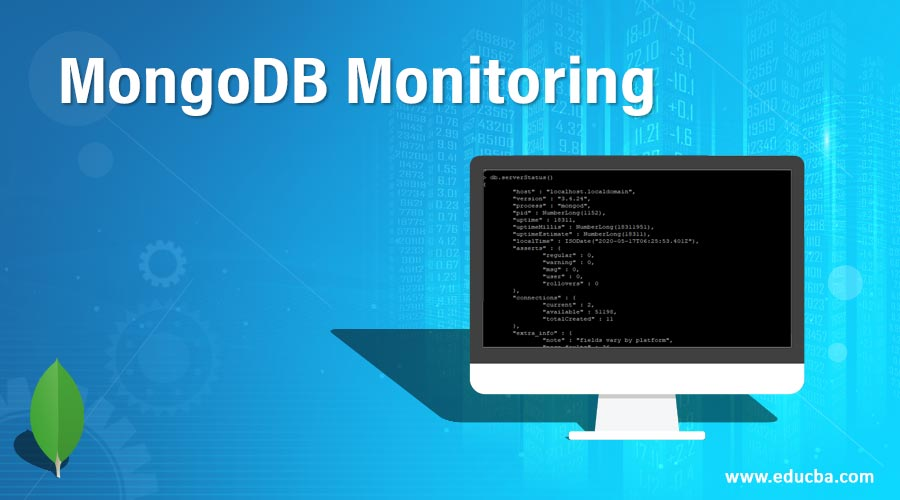 MongoDB Monitoring
> db.serverStatus()
{
"host" : "localhost.localdomain",
"version" : "3.4.24",
"process" : "mongod",
"pid" : NumberLong(1152),
"uptime" : 18311,
"uptimeMillis" : NumberLong(18311951),
"uptimeEstimate" : NumberLong(18311),
"localTime" : ISODate("2020-05-17T06:25:53.401Z"),
"asserts" : {
"regular" : 0,
"warning" : 0,
"msg" : 0,
"user" : 0,
"rollovers" : 0
},
"connections" : {
"current" : 2,
"available" : 51198,
"totalCreated" : 11
},
"extra_info" : {
"note" : "fields vary by platform",
www.educba.com